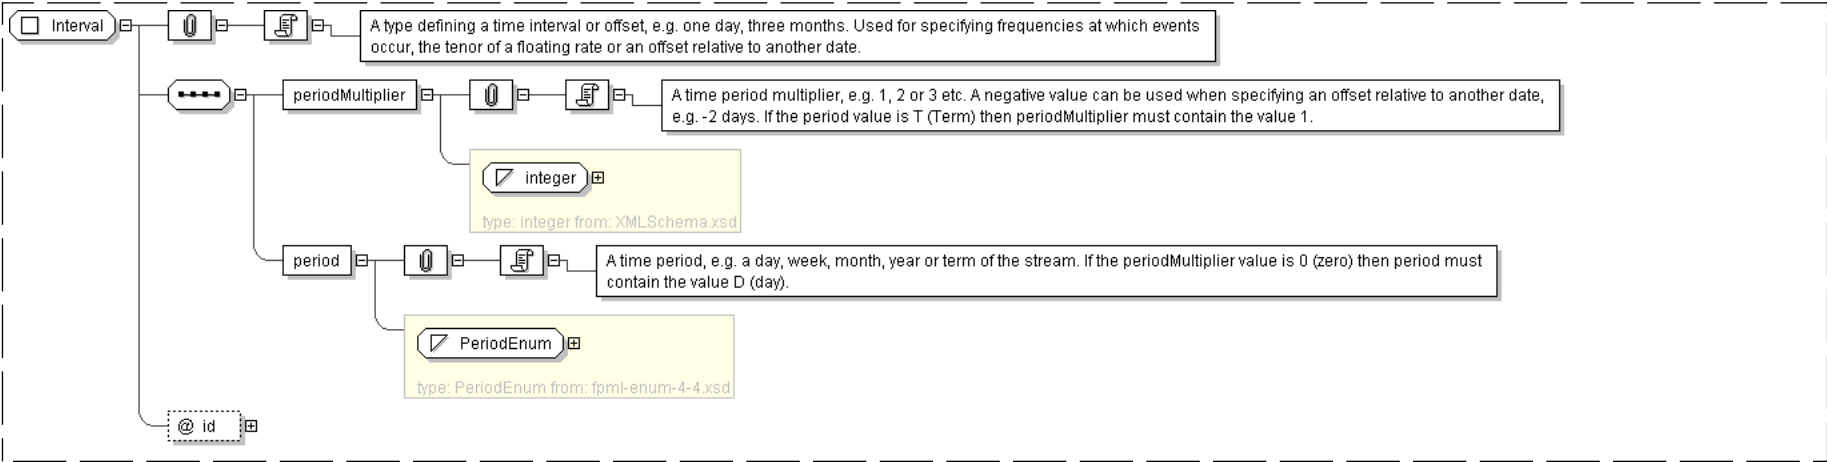 Interval
A type defining a time interval or offset, e.g. one day, three months. Used for specifying frequencies at which events
occur, the tenor of a floating rate or an offset relative to another date.
periodMultiplier
A time period multiplier, e.g. 1, 2 or 3 etc. A negative value can be used when specifying an offset relative to another date,
e.g. -2 days. If the period value is T (Term) then periodMultiplier must contain the value 1.
integer
type: integer from: XMLSchema.xsd
period
A time period, e.g. a day, week, month, year or term of the stream. If the periodMultiplier value is 0 (zero) then period must
contain the value D (day).
PeriodEnum
type: PeriodEnum from: fpml-enum-4-4.xsd
@ id